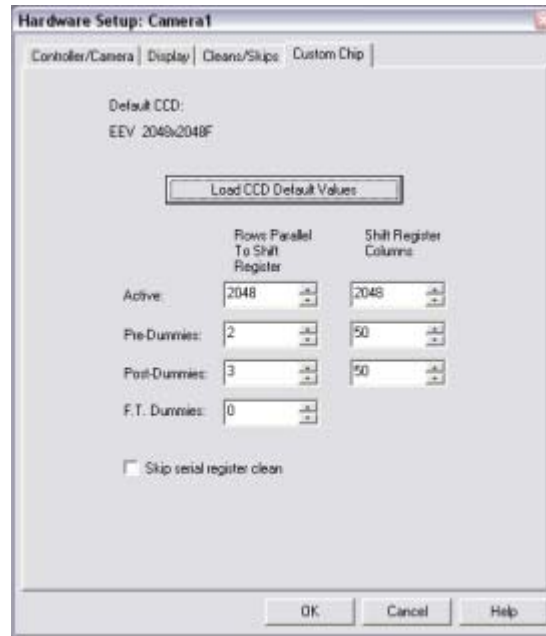 Hardware Setup: Camera1
Controller/Camera Display Cleans/Skips Custom Chip
Default CCD:
EEV 2048x2048F
Load CCD Default Values
Rows Parallel To Shift Register
Shift Register Columns
Active: 2048 2048
Pre-Dummies: 2 50
Post-Dummies: 3 50
F.T. Dummies: 0
Skip serial register clean
OK Cancel Help